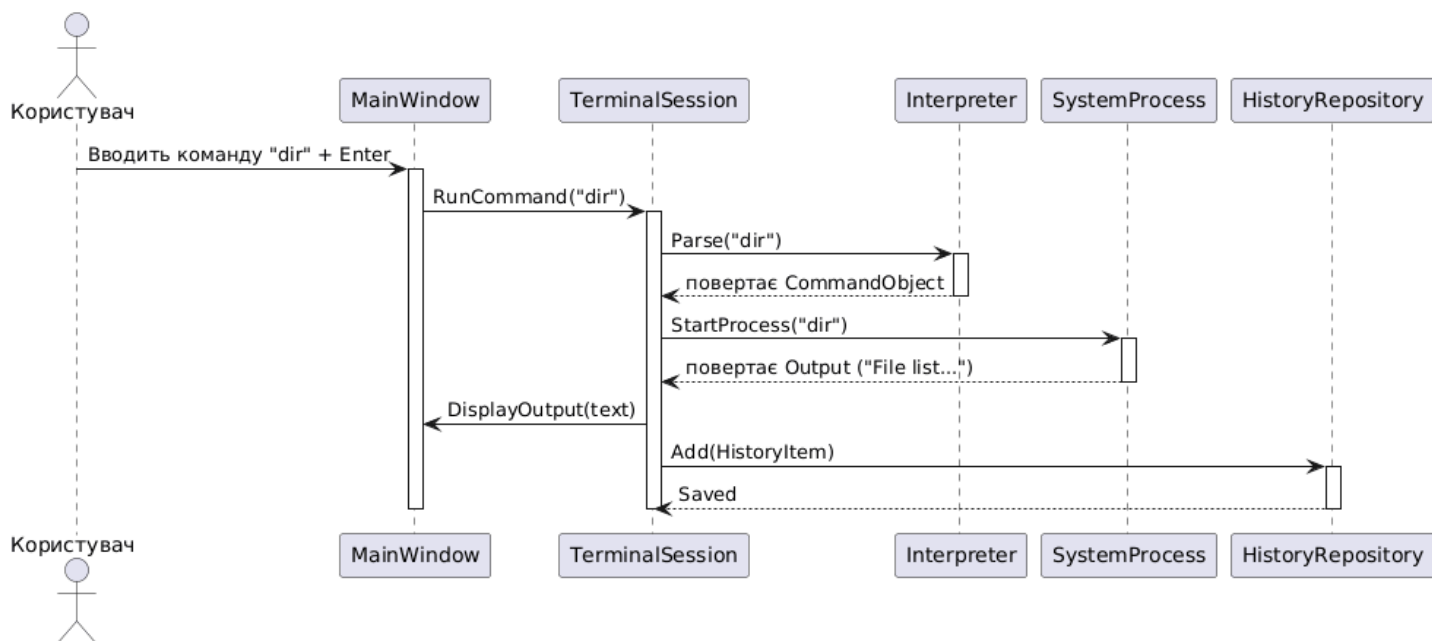 Користувач
MainWindow
TerminalSession
Interpreter
SystemProcess
HistoryRepository
Вводить команду "dir" + Enter
RunCommand("dir")
Parse("dir")
повертає CommandObject
StartProcess("dir")
повертає Output ("File list...")
DisplayOutput(text)
Add(HistoryItem)
Saved
Користувач
MainWindow
TerminalSession
Interpreter
SystemProcess
HistoryRepository